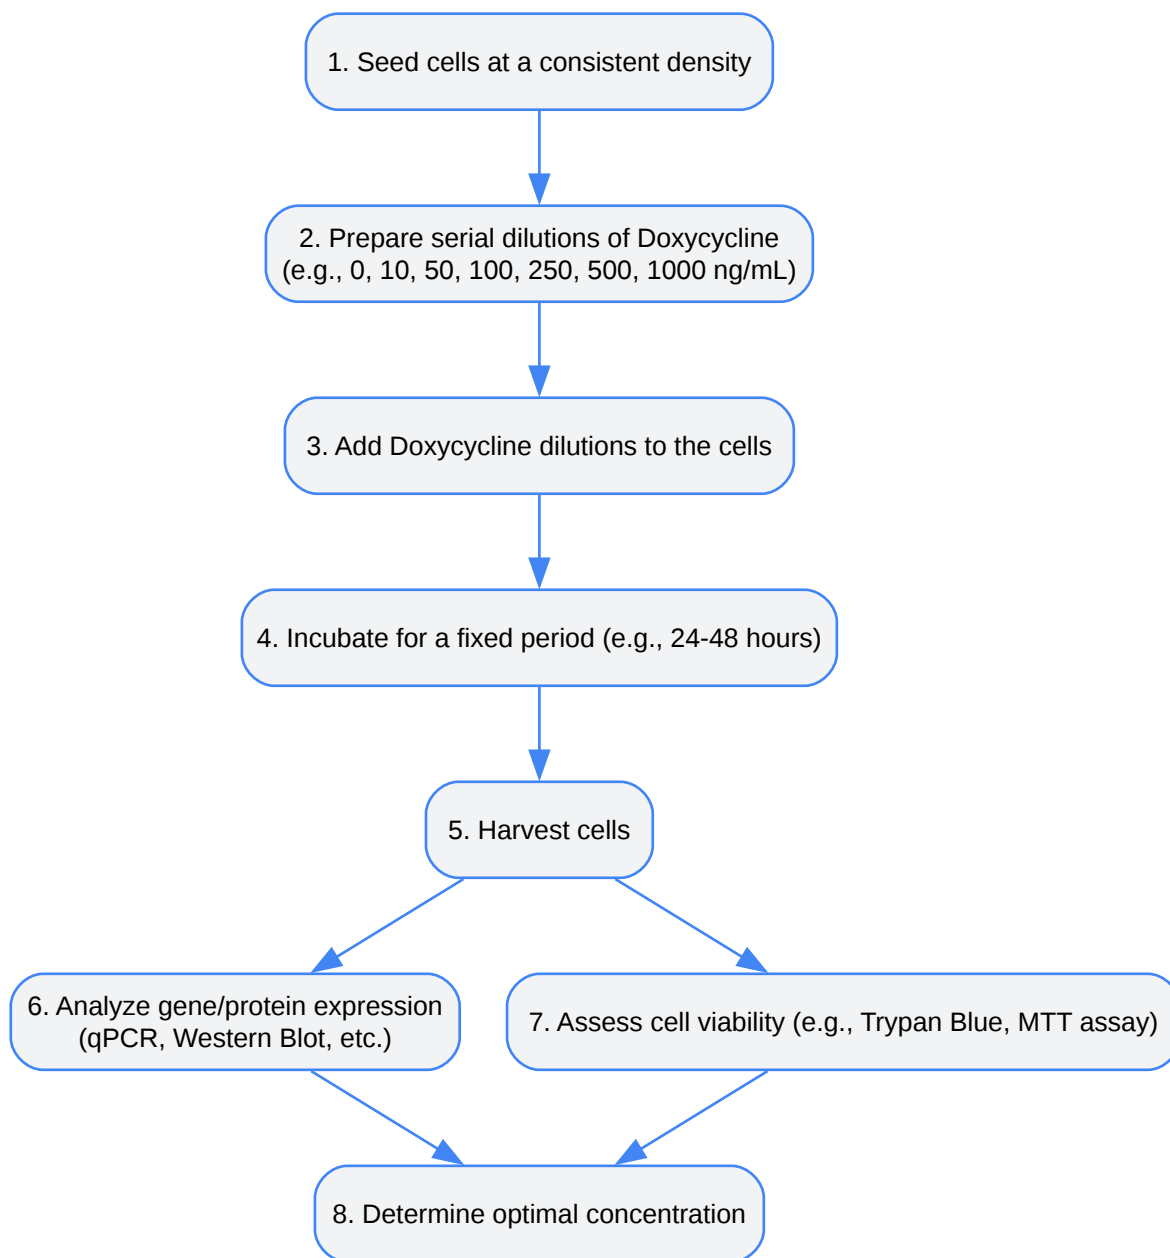 1. Seed cells at a consistent density
2. Prepare serial dilutions of Doxycycline
(e.g., 0, 10, 50, 100, 250, 500, 1000 ng/mL)
3. Add Doxycycline dilutions to the cells
4. Incubate for a fixed period (e.g., 24-48 hours)
5. Harvest cells
6. Analyze gene/protein expression
(qPCR, Western Blot, etc.)
7. Assess cell viability (e.g., Trypan Blue, MTT assay)
8. Determine optimal concentration